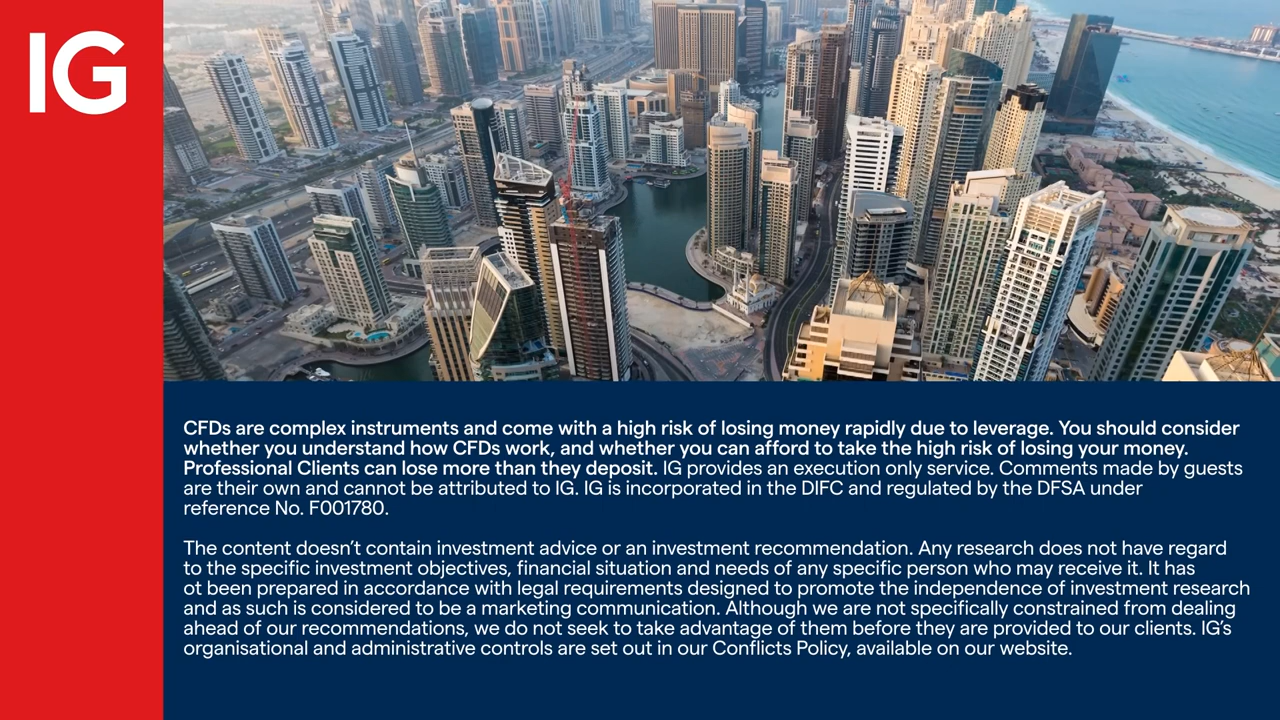 IG
CFDs are complex instruments and come with a high risk of losing money rapidly due to leverage. You should consider
whether you understand how CFDs work, and whether you can afford to take the high risk of losing your money.
Professional Clients can lose more than they deposit. IG provides an execution only service. Comments made by guests
are their own and cannot be attributed to IG. IG is incorporated in the DIFC and regulated by the DFSA under
reference No. F001780.
The content doesn’t contain investment advice or an investment recommendation. Any research does not have regard
to the specific investment objectives, financial situation and needs of any specific person who may receive it. It has
ot been prepared in accordance with legal requirements designed to promote the independence of investment research
and as such is considered to be a marketing communication. Although we are not specifically constrained from dealing
ahead of our recommendations, we do not seek to take advantage of them before they are provided to our clients. IG’s
organisational and administrative controls are set out in our Conflicts Policy, available on our website.